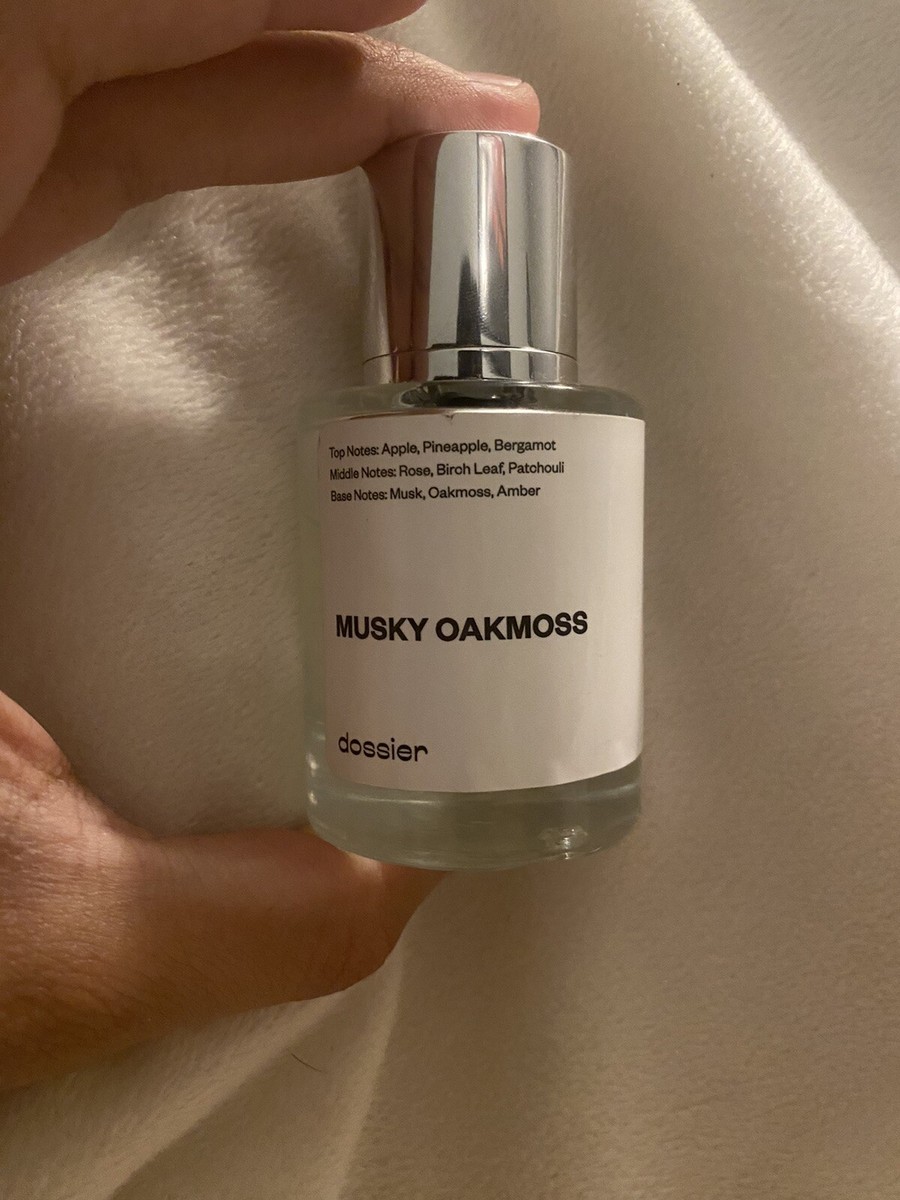 Top Notes: Apple, Pineapple, Bergamot
Middle Notes: Rose, Birch Leaf, Patchouli
Base Notes: Musk, Oakmoss, Amber
MUSKY OAKMOSS
dossier